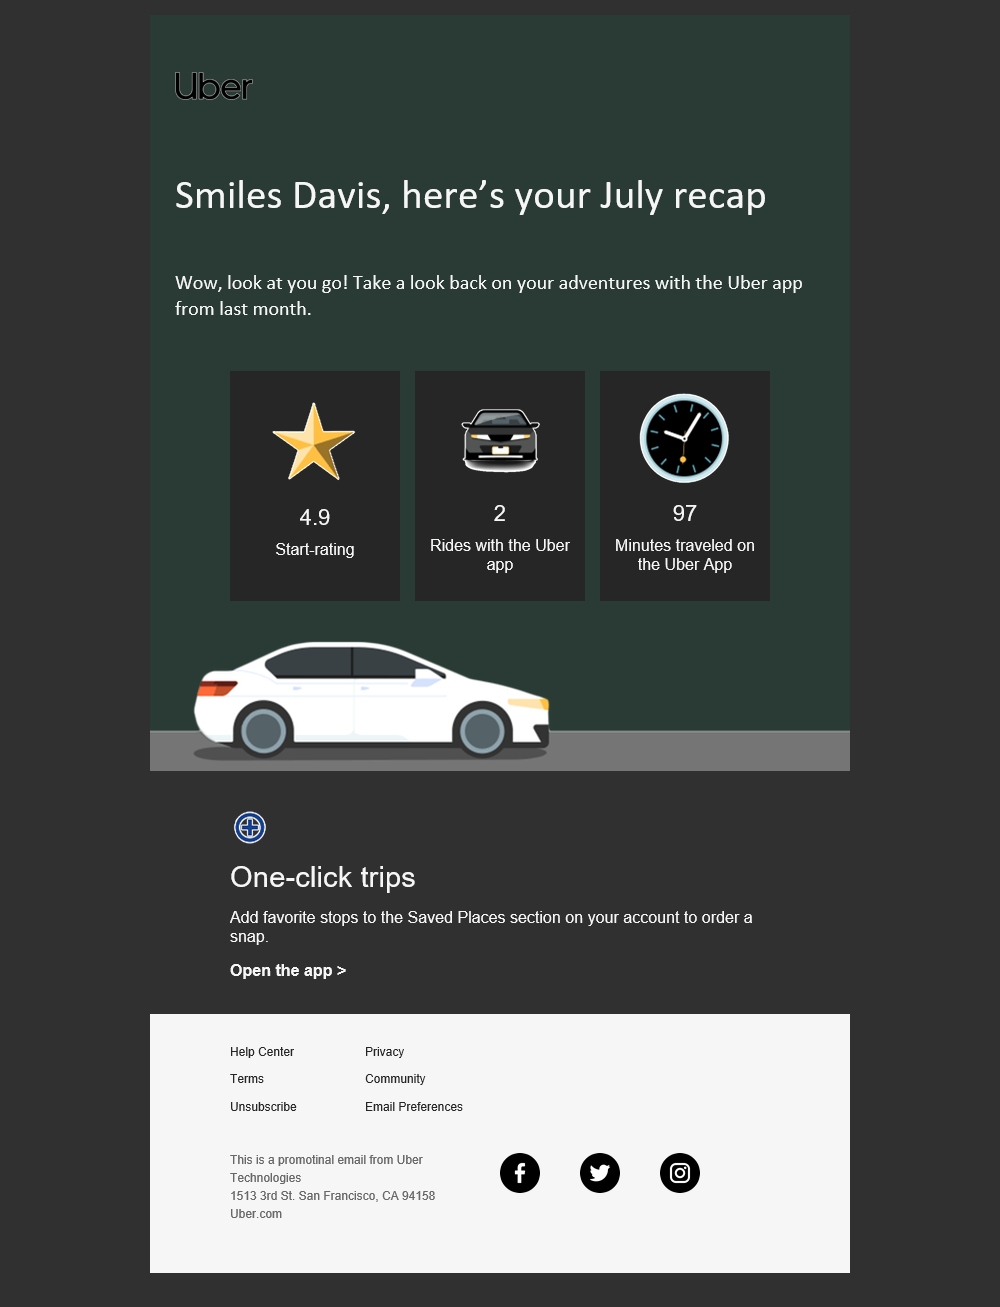 Uber
Smiles Davis, here’s your July recap
Wow, look at you go! Take a look back on your adventures with the Uber app
from last month.
4.9
Start-rating
2
Rides with the Uber
app
97
Minutes traveled on
the Uber App
One-click trips
Add favorite stops to the Saved Places section on your account to order a
snap.
Open the app >
Help Center
Privacy
Terms
Community
Unsubscribe
Email Preferences
This is a promotinal email from Uber
Technologies
1513 3rd St. San Francisco, CA 94158
Uber.com